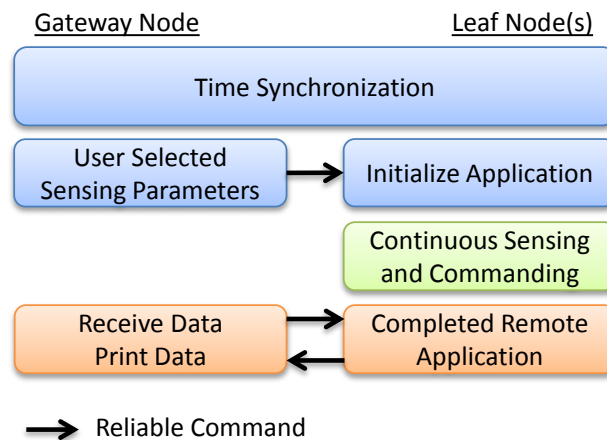 Gateway Node
Leaf Node(s)
Time Synchronization
User Selected
Sensing Parameters
Initialize Application
Continuous Sensing
and Commanding
Receive Data
Print Data
Completed Remote
Application
Reliable Command